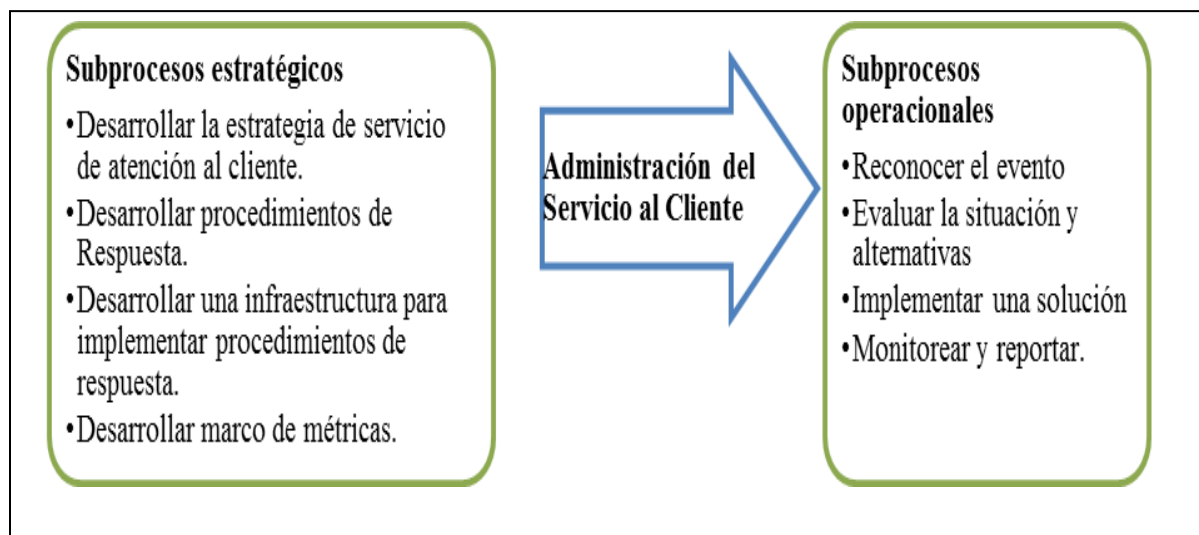 Subprocesos estratégicos
•Desarrollar la estrategia de servicio
de atención al cliente.
•Desarrollar procedimientos de
Respuesta.
•Desarrollar una infraestructura para
implementar procedimientos de
respuesta.
•Desarrollar marco de métricas.
Administración del
Servicio al Cliente
Subprocesos
operacionales
•Reconocer el evento
•Evaluar la situación y
alternativas
•Implementar una solución
•Monitorear y reportar.